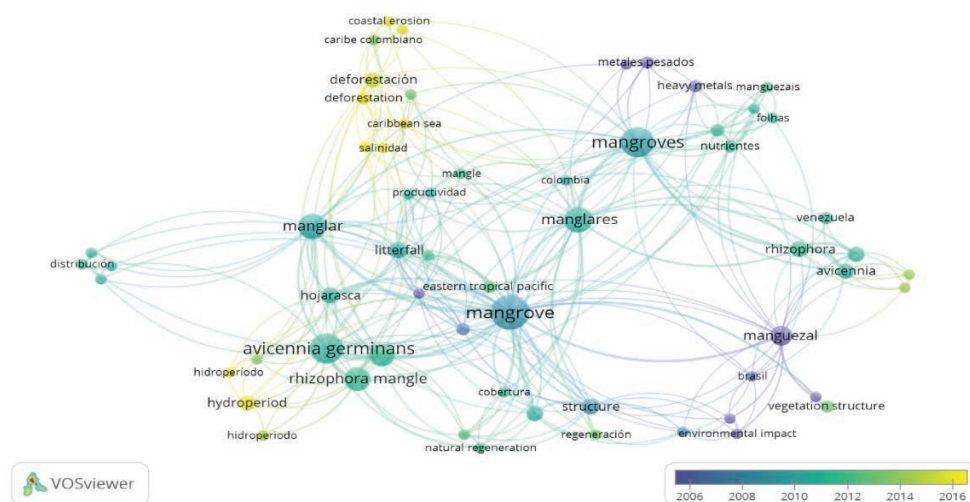 coastal erosion
caribe colombiano
metales pesados
deforestación
heavy metals
manguezais
deforestation
folhas
caribbean sea
mangroves
nutrientes
salinidad
mangle
colombia
productividad
manglar
manglares
venezuela
litterfall
rhizophora
distribución
avicennia
eastern tropical pacific
hojarasca
mangrove
manguezal
avicennia germinans
hidroperíodo
rhizophora mangle
brasil
cobertura
hydroperiod
structure
vegetation structure
hidroperiodo
regeneración
environmental impact
natural regeneration
VOSviewer
2006 2008 2010 2012 2014 2016